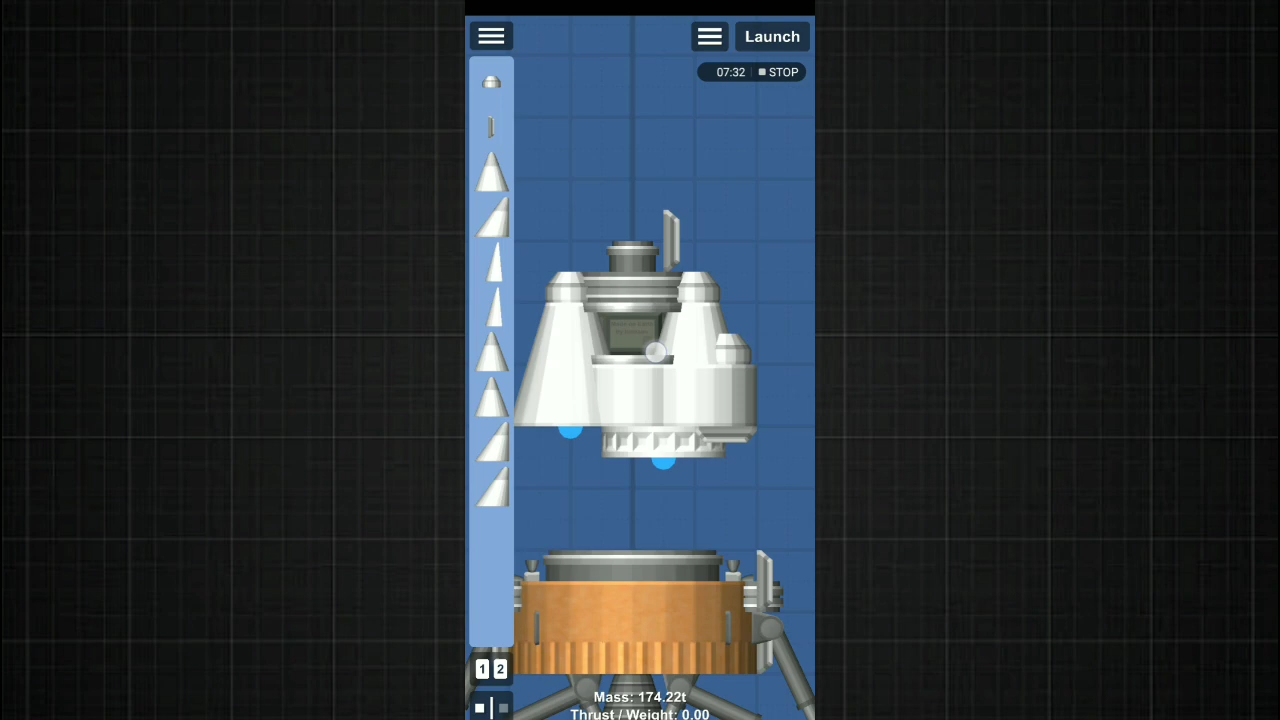 Launch
07:32 STOP
1 2
Mass: 174.22t
Thrust / Weight: 0.00